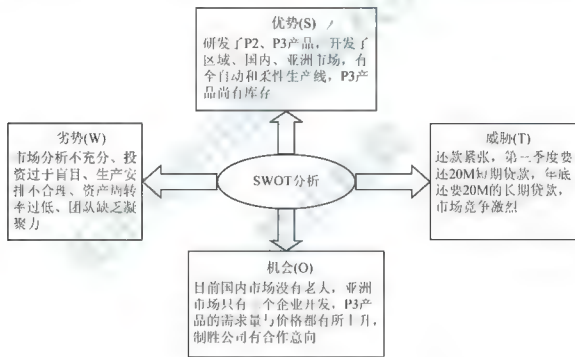 优势(S)
研发了P2、P3产品，开发了
区域、国内、亚洲市场，有
全自动和柔性生产线，P3产
品尚有库存
劣势(W)
市场分析不充分、投
资过于盲目、生产安
排不合理、资产周转
率过低、团队缺乏凝
聚力
SWOT分析
威胁(T)
还款紧张，第三季度要
还20M短期贷款，年底
还要20M的长期贷款，
市场竞争激烈
机会(O)
目前国内市场没有老人，亚洲
市场只有一个企业开发，P3产
品的需求量与价格都有所上升，
制胜公司有合作意向